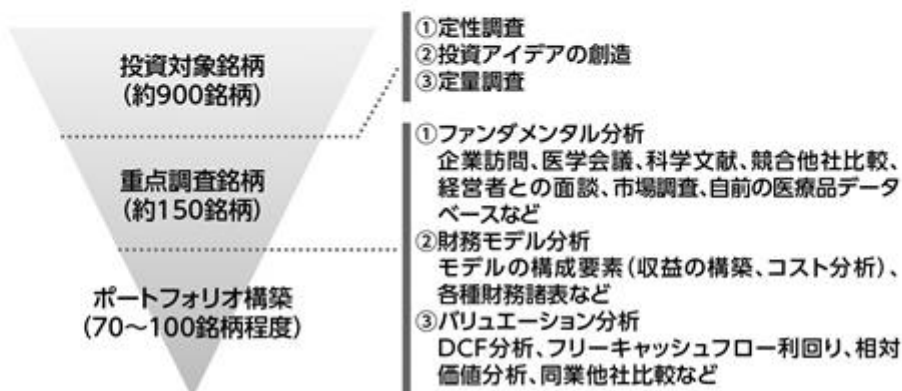 投資対象銘柄
(約900銘柄)
重点調査銘柄
(約150銘柄)
ポートフォリオ構築
(70～100銘柄程度)
①定性調査
②投資アイデアの創造
③定量調査
①ファンダメンタル分析
企業訪問、医学会議、科学文献、競合他社比較、
経営者との面談、市場調査、自前の医療品データ
ベースなど
②財務モデル分析
モデルの構成要素(収益の構築、コスト分析)、
各種財務諸表など
③バリュエーション分析
DCF分析、フリーキャッシュフロー利回り、相対
価値分析、同業他社比較など